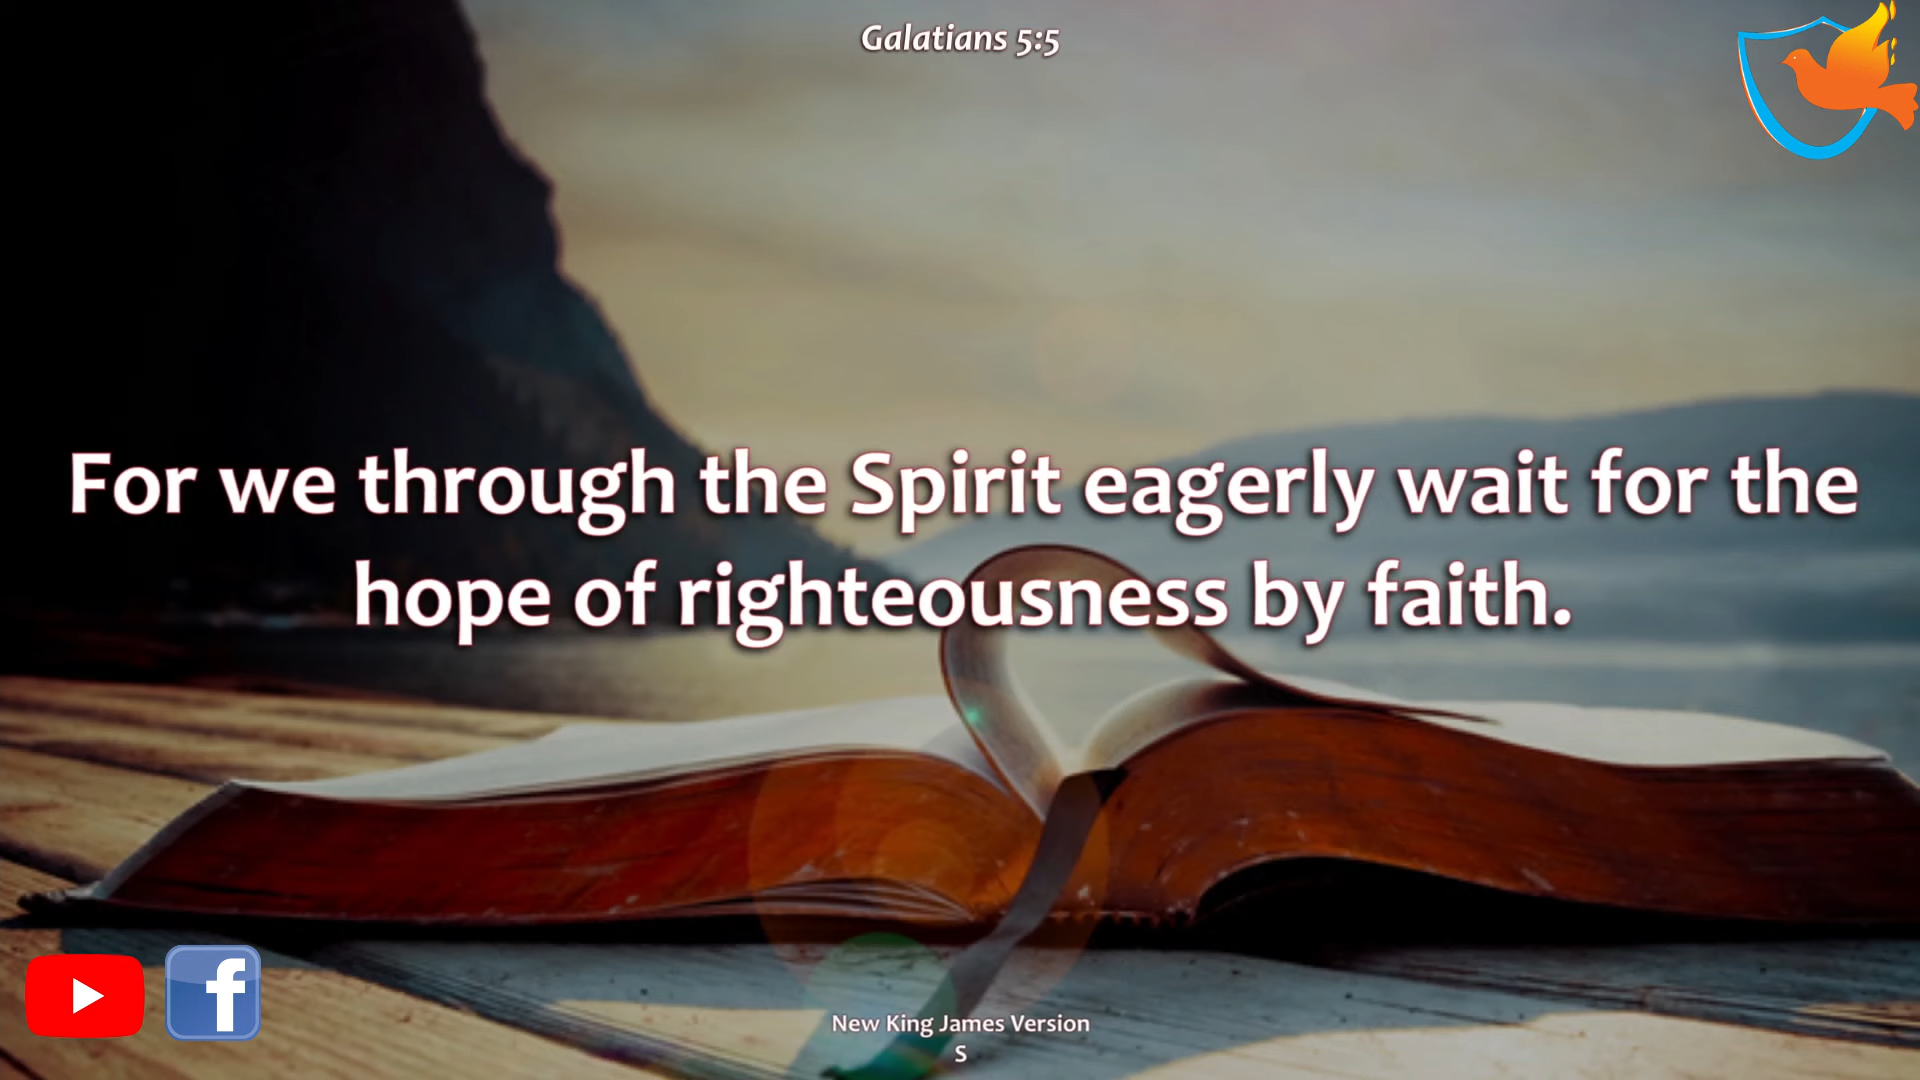 Galatians 5:5
For we through the Spirit eagerly wait for the
hope of righteousness by faith.
f
New King James Version
S